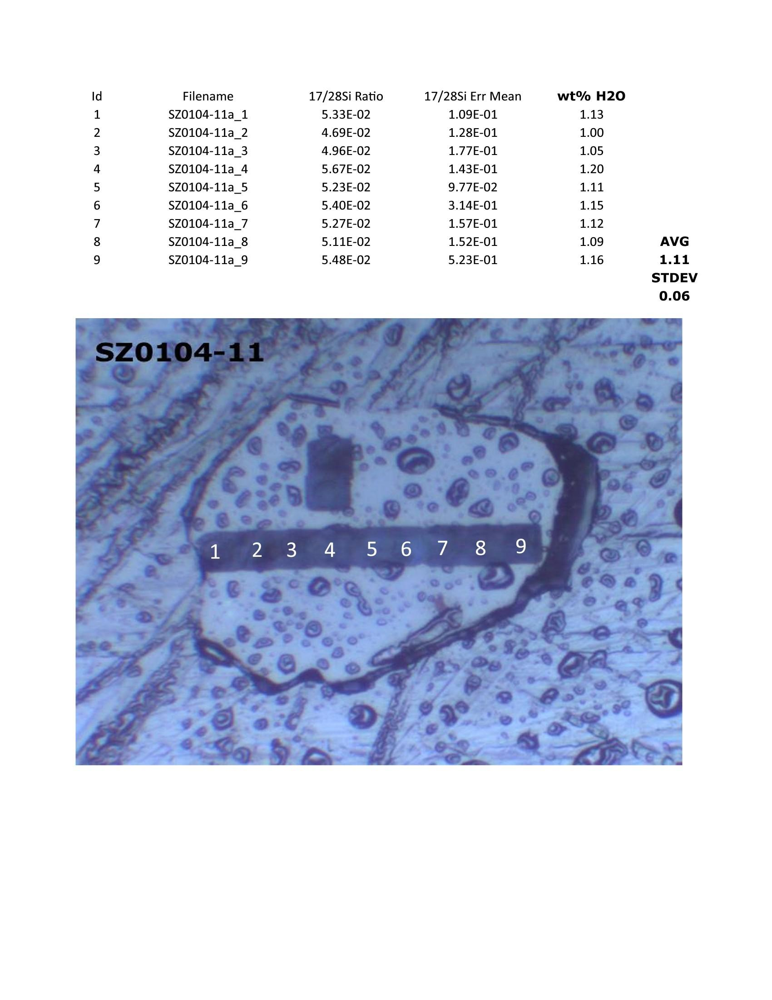 Id Filename 17/28Si Ratio 17/28Si Err Mean wt% H2O
1 SZ0104-11a_1 5.33E-02 1.09E-01 1.13
2 SZ0104-11a_2 4.69E-02 1.28E-01 1.00
3 SZ0104-11a_3 4.96E-02 1.77E-01 1.05
4 SZ0104-11a_4 5.67E-02 1.43E-01 1.20
5 SZ0104-11a_5 5.23E-02 9.77E-02 1.11
6 SZ0104-11a_6 5.40E-02 3.14E-01 1.15
7 SZ0104-11a_7 5.27E-02 1.57E-01 1.12
8 SZ0104-11a_8 5.11E-02 1.52E-01 1.09 AVG
9 SZ0104-11a_9 5.48E-02 5.23E-01 1.16 1.11
STDEV
0.06
SZ0104-11
1 2 3 4 5 6 7 8 9